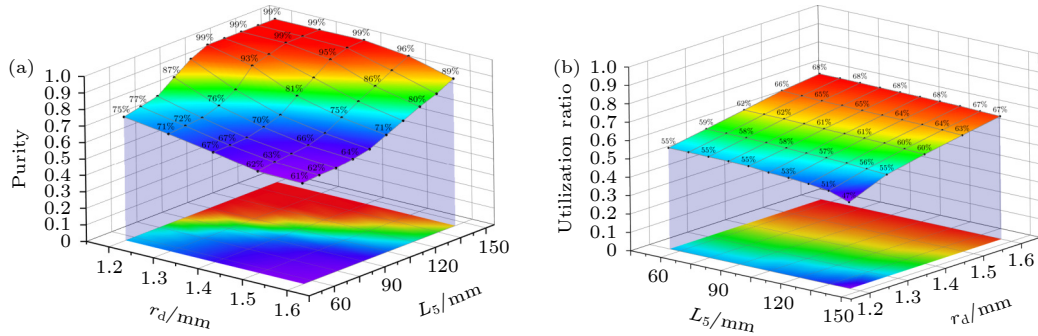 (a)
Purity
1.0
0.9
0.8
0.7
0.6
0.5
0.4
0.3
0.2
0.1
0
99%
99% 99%
99% 99% 99%
93% 95% 96%
87% 86% 89%
77% 76% 81% 80%
75% 72% 75%
71% 70% 71%
67% 66%
67% 64%
63%
62% 62%
61%
1.2
1.3
1.4
1.5
1.6
r_d/mm
60
90
120
150
L_5/mm
(b)
Utilization ratio
1.0
0.9
0.8
0.7
0.6
0.5
0.4
0.3
0.2
0.1
0
68% 68% 68% 68% 67% 67%
66% 65% 65% 64% 64% 63%
62% 62% 61% 61% 60% 60%
59% 58% 58% 57% 56% 55%
55% 55% 55% 53% 51%
60
90
120
150
L_5/mm
1.2
1.3
1.4
1.5
1.6
r_d/mm